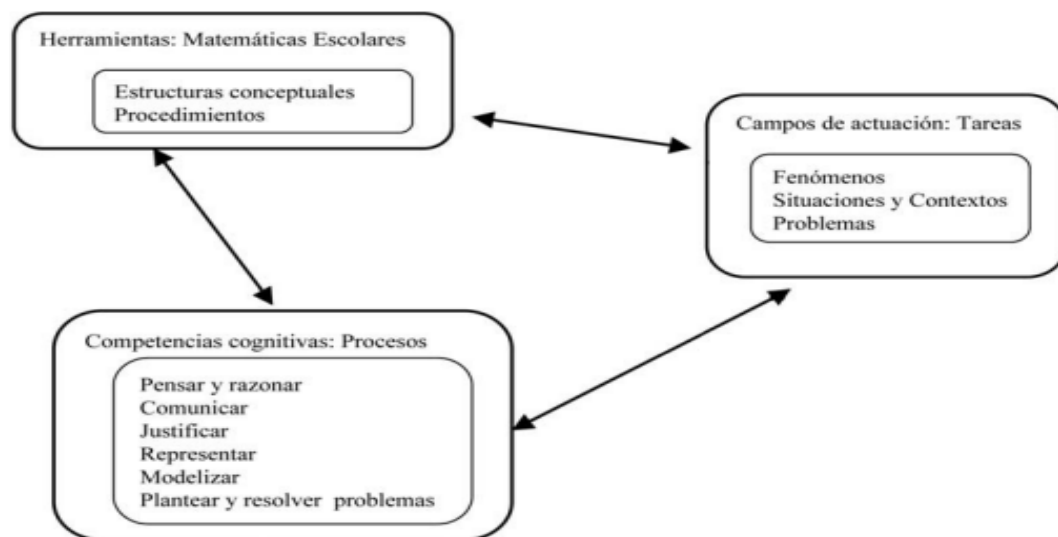 Herramientas: Matemáticas Escolares
Estructuras conceptuales
Procedimientos
Campos de actuación: Tareas
Fenómenos
Situaciones y Contextos
Problemas
Competencias cognitivas: Procesos
Pensar y razonar
Comunicar
Justificar
Representar
Modelizar
Plantear y resolver problemas